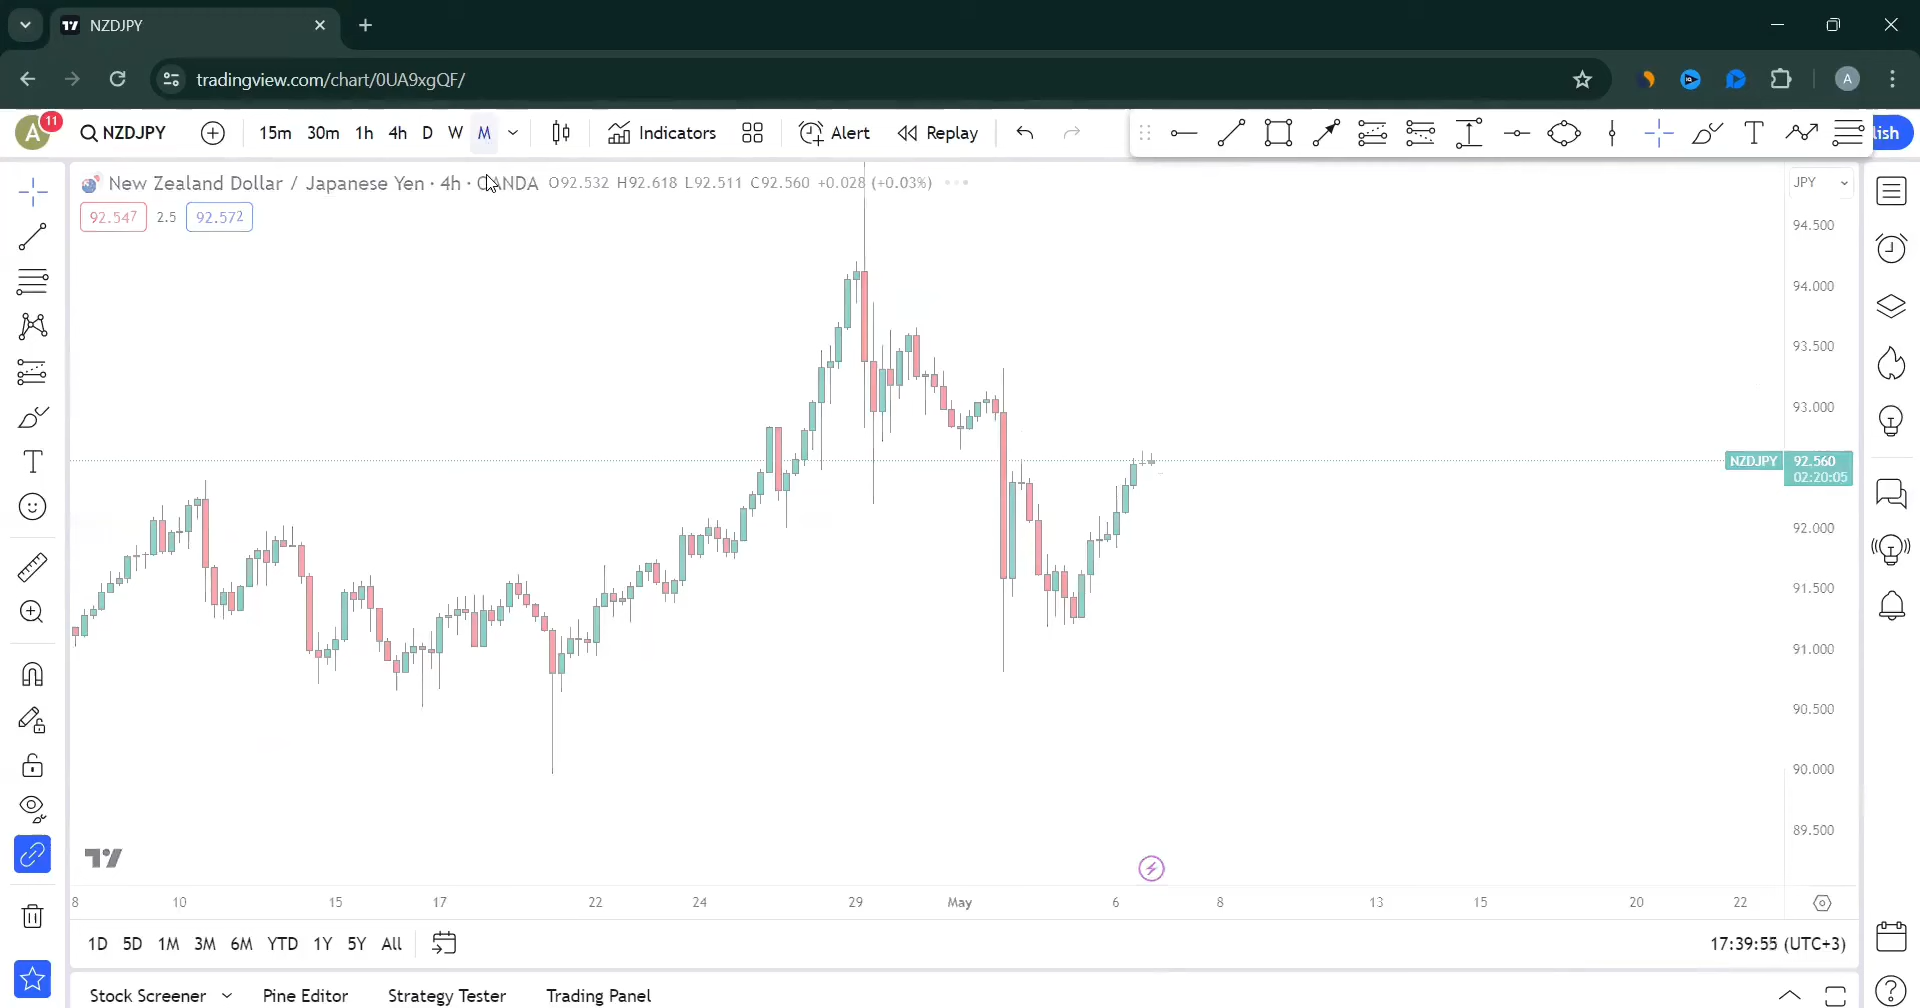 NZDJPY
tradingview.com/chart/0UA9xgQF/
A
A 11 NZDJPY 15m 30m 1h 4h D W M Indicators Alert Replay lish
New Zealand Dollar / Japanese Yen · 4h · OANDA O92.532 H92.618 L92.511 C92.560 +0.028 (+0.03%)
JPY
92.547 2.5 92.572
94.500
94.000
93.500
93.000
NZDJPY 92.560
02:20:05
92.000
91.500
91.000
90.500
90.000
89.500
8 10 15 17 22 24 29 May 6 8 13 15 20 22
1D 5D 1M 3M 6M YTD 1Y 5Y All 17:39:55 (UTC+3)
Stock Screener Pine Editor Strategy Tester Trading Panel